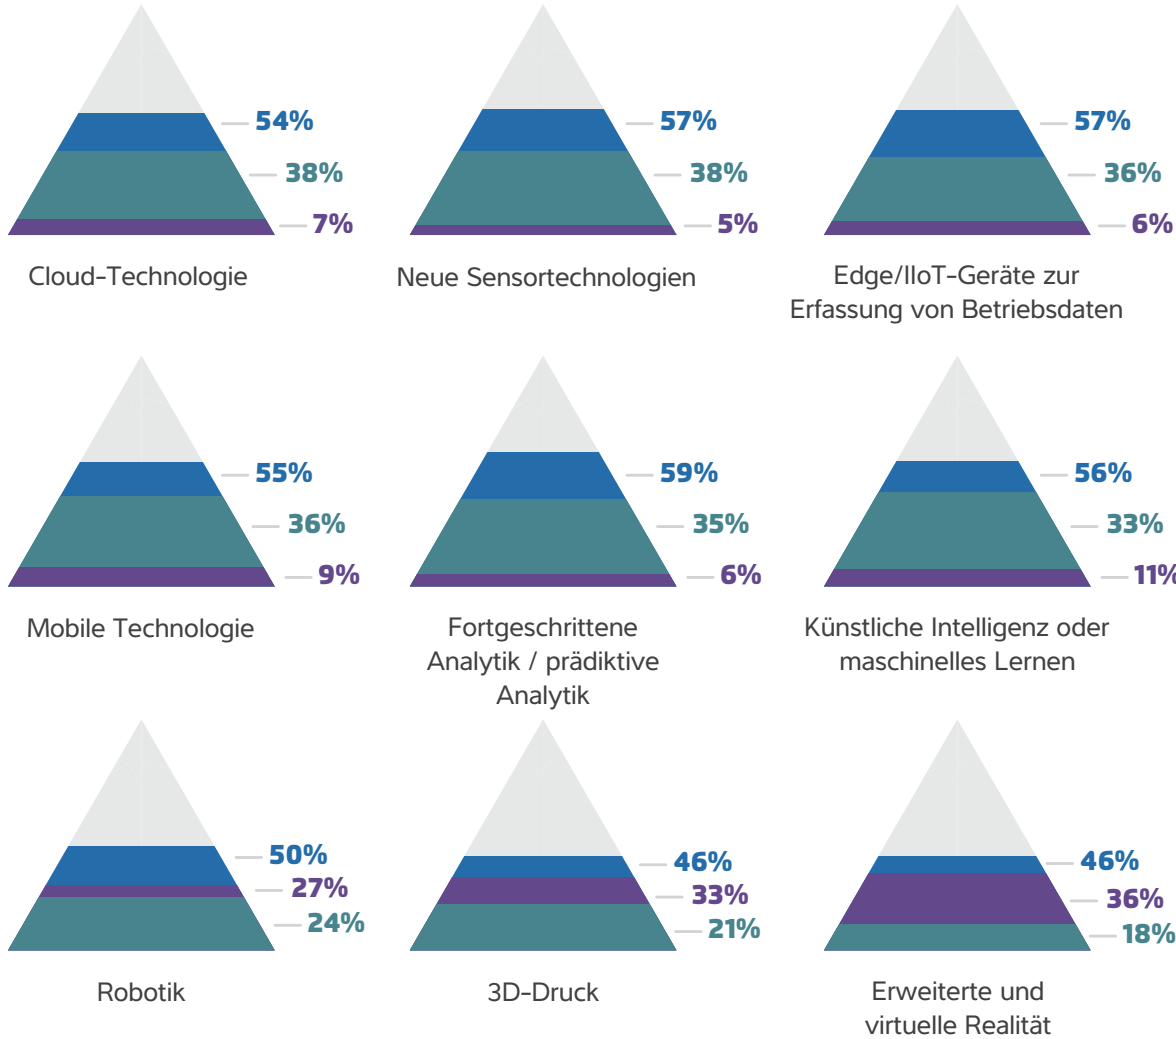 54%
38%
7%
Cloud-Technologie
57%
38%
5%
Neue Sensortechnologien
57%
36%
6%
Edge/IIoT-Geräte zur
Erfassung von Betriebsdaten
55%
36%
9%
Mobile Technologie
59%
35%
6%
Fortgeschrittene
Analytik / prädiktive
Analytik
56%
33%
11%
Künstliche Intelligenz oder
maschinelles Lernen
50%
27%
24%
Robotik
46%
33%
21%
3D-Druck
46%
36%
18%
Erweiterte und
virtuelle Realität